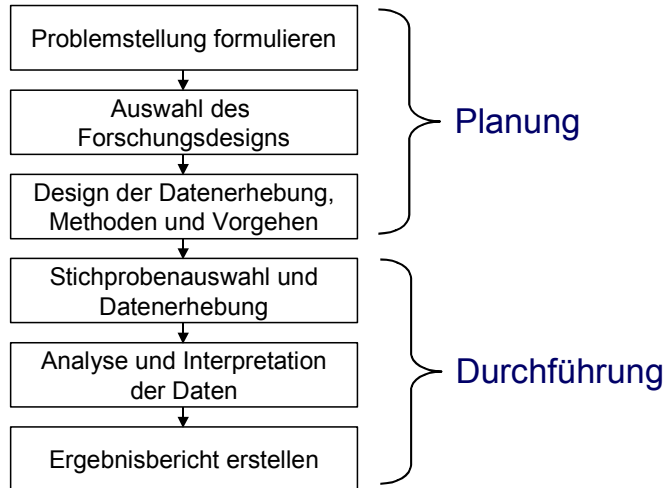 Problemstellung formulieren
Auswahl des
Forschungsdesigns
Planung
Design der Datenerhebung,
Methoden und Vorgehen
Stichprobenauswahl und
Datenerhebung
Analyse und Interpretation
der Daten
Durchführung
Ergebnisbericht erstellen